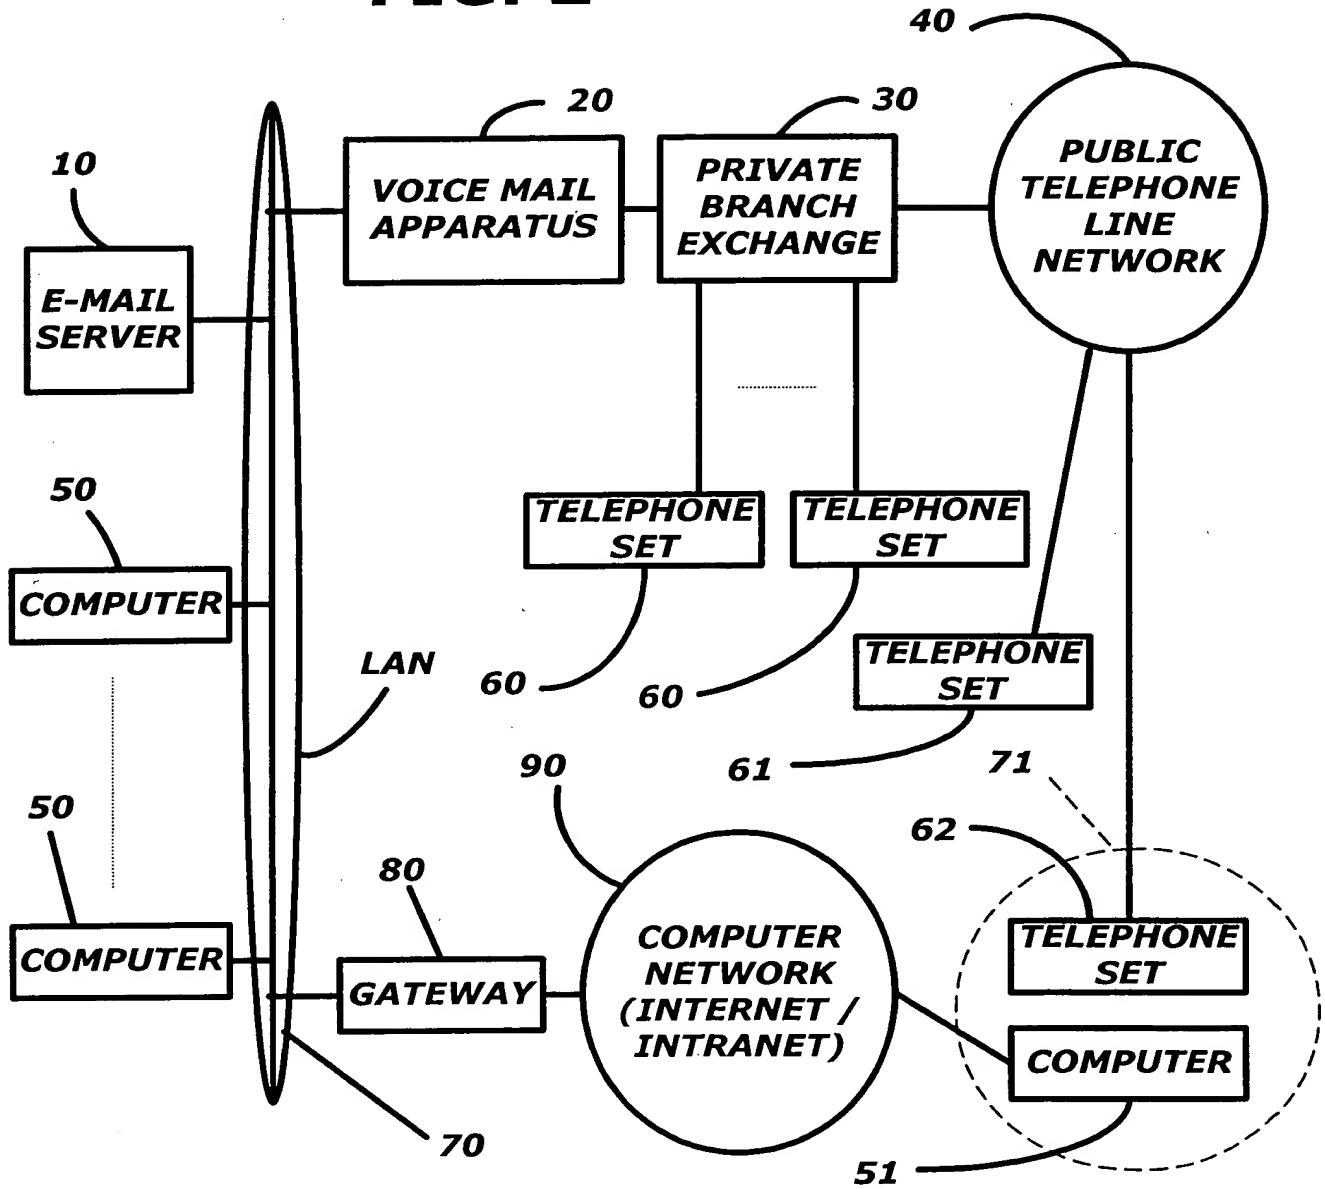 40
20
30
10
VOICE MAIL
APPARATUS
PRIVATE
BRANCH
EXCHANGE
PUBLIC
TELEPHONE
LINE
NETWORK
E-MAIL
SERVER
50
COMPUTER
TELEPHONE
SET
TELEPHONE
SET
LAN
60
60
TELEPHONE
SET
61
71
90
50
62
80
COMPUTER
GATEWAY
COMPUTER
NETWORK
(INTERNET /
INTRANET)
TELEPHONE
SET
COMPUTER
70
51